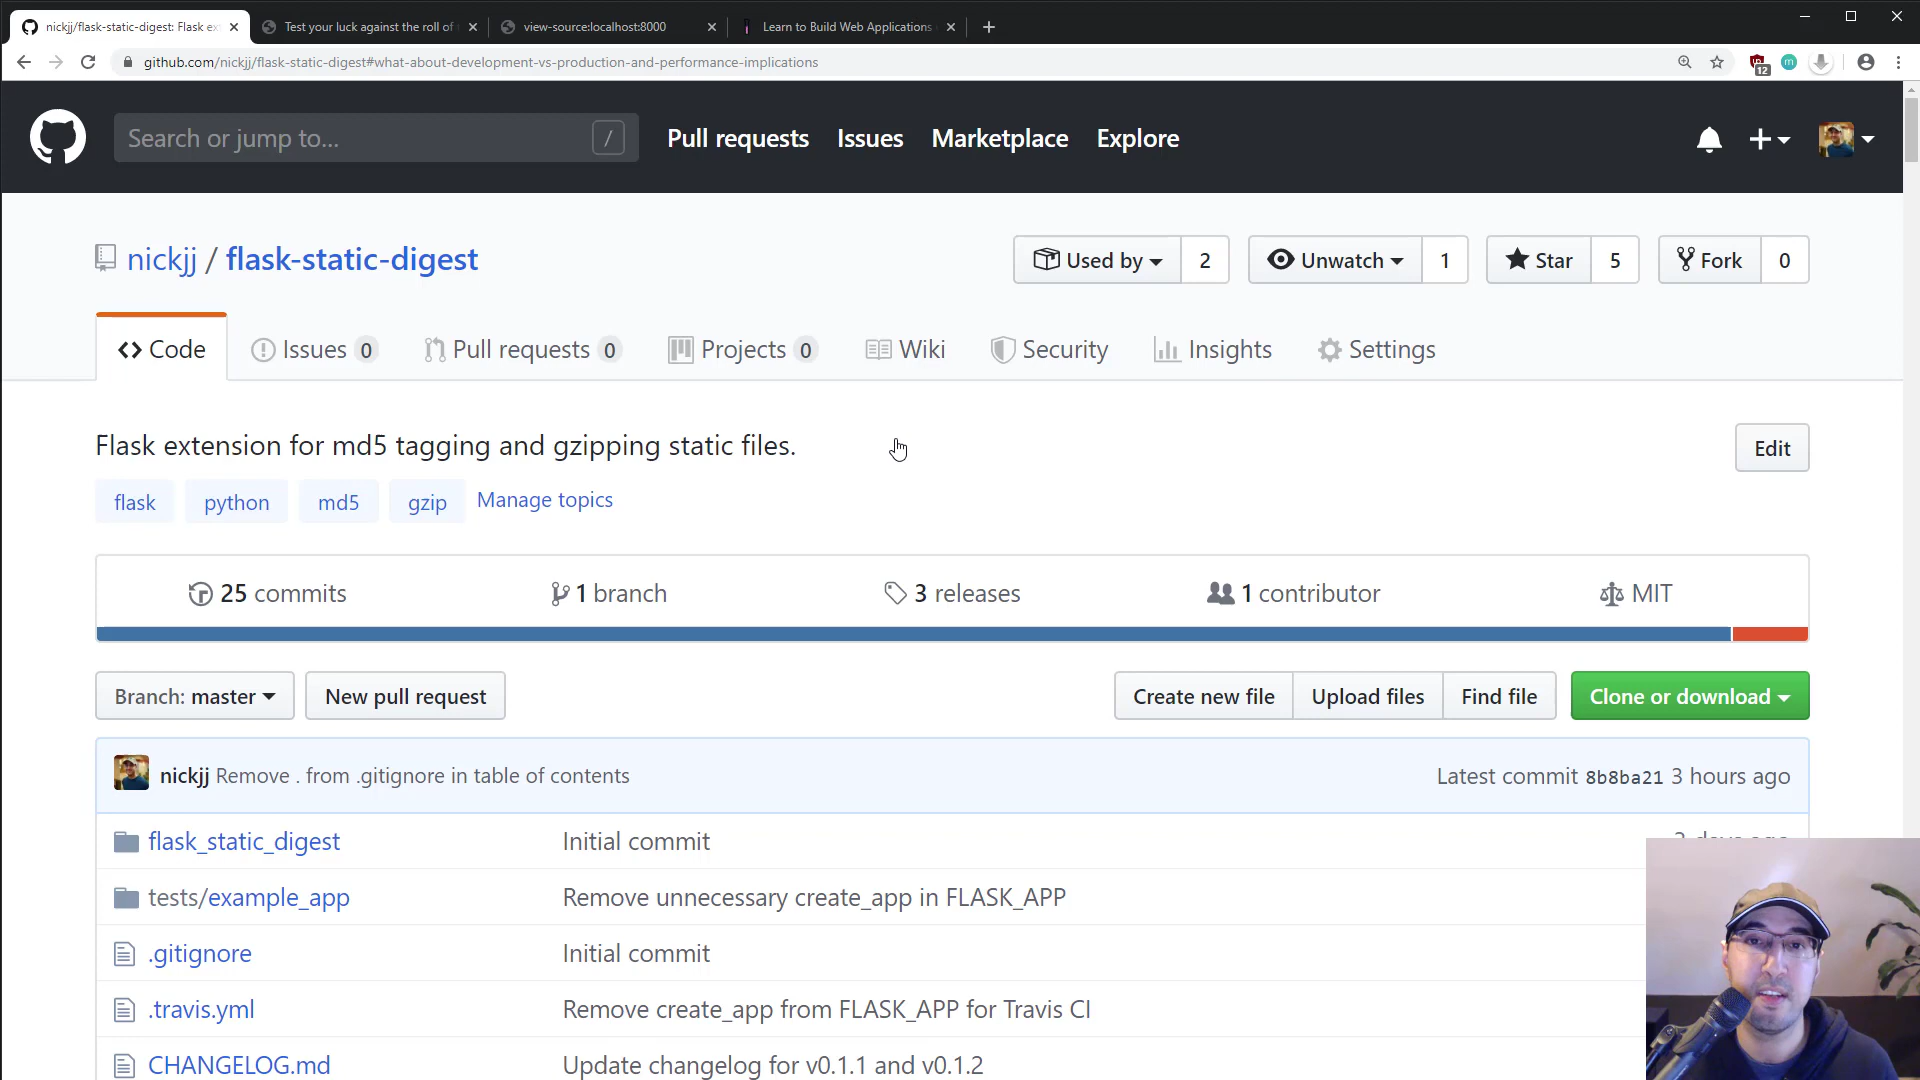 nickjj/flask-static-digest: Flask ex
Test your luck against the roll of
view-source:localhost:8000
Learn to Build Web Applications
github.com/nickjj/flask-static-digest#what-about-development-vs-production-and-performance-implications
12
m
Search or jump to...
/
Pull requests
Issues
Marketplace
Explore
nickjj / flask-static-digest
Used by 2
Unwatch 1
Star 5
Fork 0
Code
Issues 0
Pull requests 0
Projects 0
Wiki
Security
Insights
Settings
Flask extension for md5 tagging and gzipping static files.
Edit
flask
python
md5
gzip
Manage topics
25 commits
1 branch
3 releases
1 contributor
MIT
Branch: master
New pull request
Create new file
Upload files
Find file
Clone or download
nickjj Remove . from .gitignore in table of contents
Latest commit 8b8ba21 3 hours ago
flask_static_digest
Initial commit
tests/example_app
Remove unnecessary create_app in FLASK_APP
.gitignore
Initial commit
.travis.yml
Remove create_app from FLASK_APP for Travis CI
CHANGELOG.md
Update changelog for v0.1.1 and v0.1.2